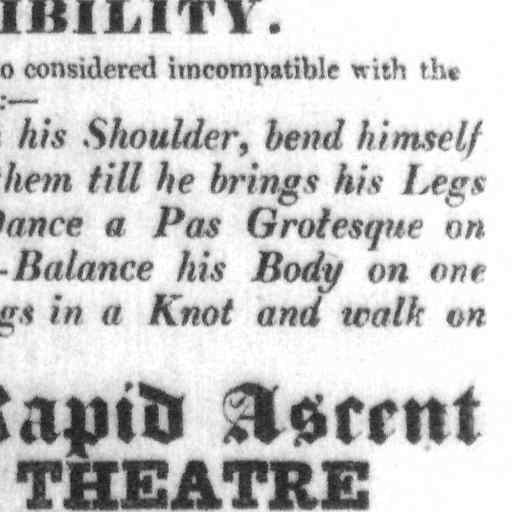 IBILITY.
o considered imcompatible with the
:—
his Shoulder, bend himself
them till he brings his Legs
Dance a Pas Grotesque on
-Balance his Body on one
gs in a Knot and walk on
Rapid Ascent
THEATRE